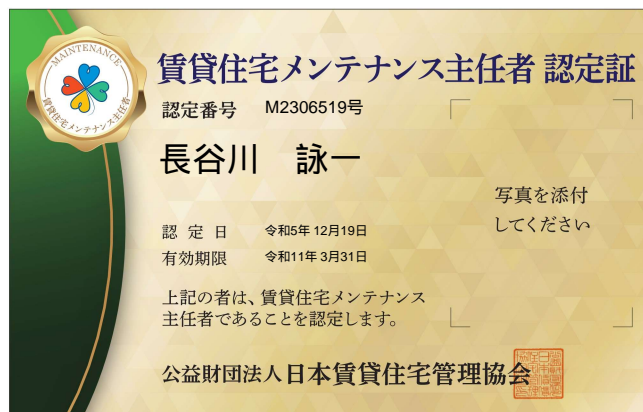 MAINTENANCE
賃貸住宅メンテナンス主任者
賃貸住宅メンテナンス主任者 認定証
認定番号 M2306519号
長谷川 詠一
写真を添付
してください
認定日 令和5年12月19日
有効期限 令和11年3月31日
上記の者は、賃貸住宅メンテナンス
主任者であることを認定します。
公益財団法人日本賃貸住宅管理協会